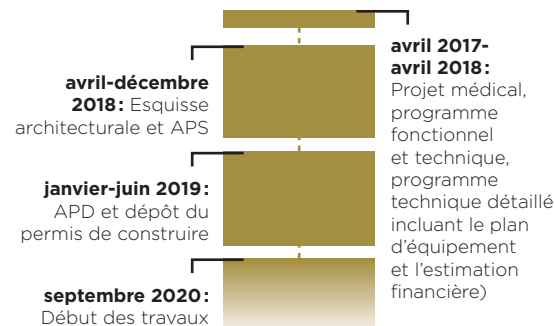 avril 2017-
avril 2018:
Projet médical,
programme
fonctionnel
et technique,
programme
technique détaillé
incluant le plan
d’équipement
et l’estimation
financière)
avril-décembre
2018: Esquisse
architecturale et APS
janvier-juin 2019:
APD et dépôt du
permis de construire
septembre 2020:
Début des travaux